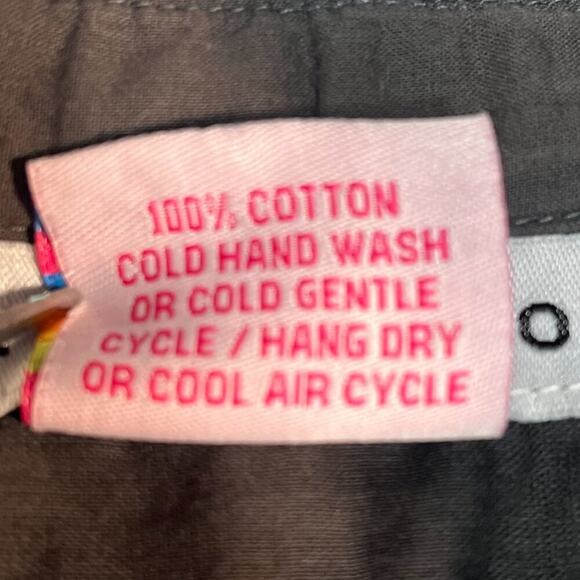 100% COTTON
COLD HAND WASH
OR COLD GENTLE
CYCLE / HANG DRY
OR COOL AIR CYCLE
O